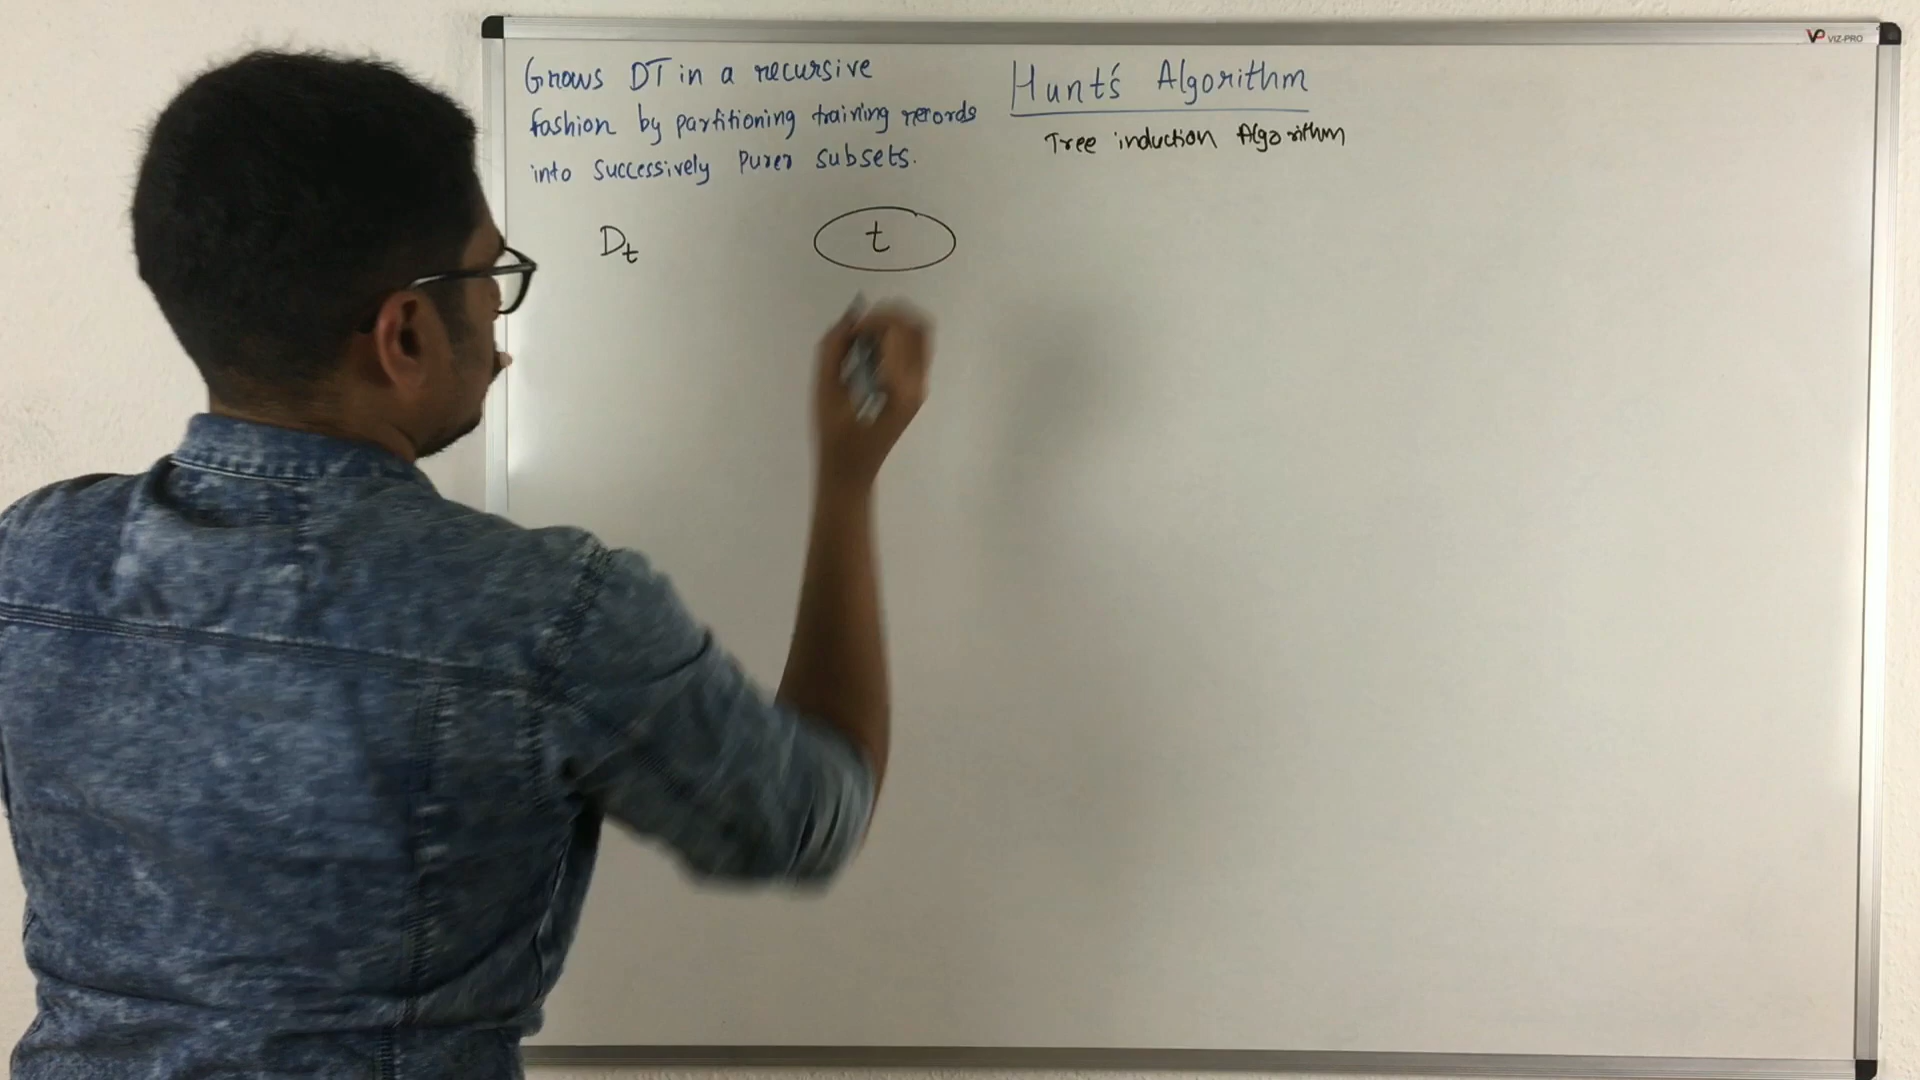 Grows DT in a recursive
fashion by partitioning training records
into successively purer subsets.
Hunt's Algorithm
Tree induction Algorithm
Dt
t
VP VIZ-PRO